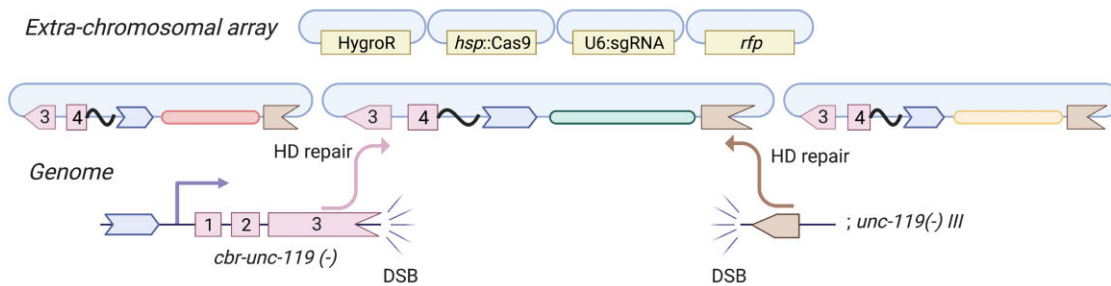 Extra-chromosomal array
HygroR hsp::Cas9 U6:sgRNA rfp
3 4 3 4 3 4
HD repair HD repair
Genome
1 2 3 ; unc-119(-) III
cbr-unc-119 (-)
DSB DSB